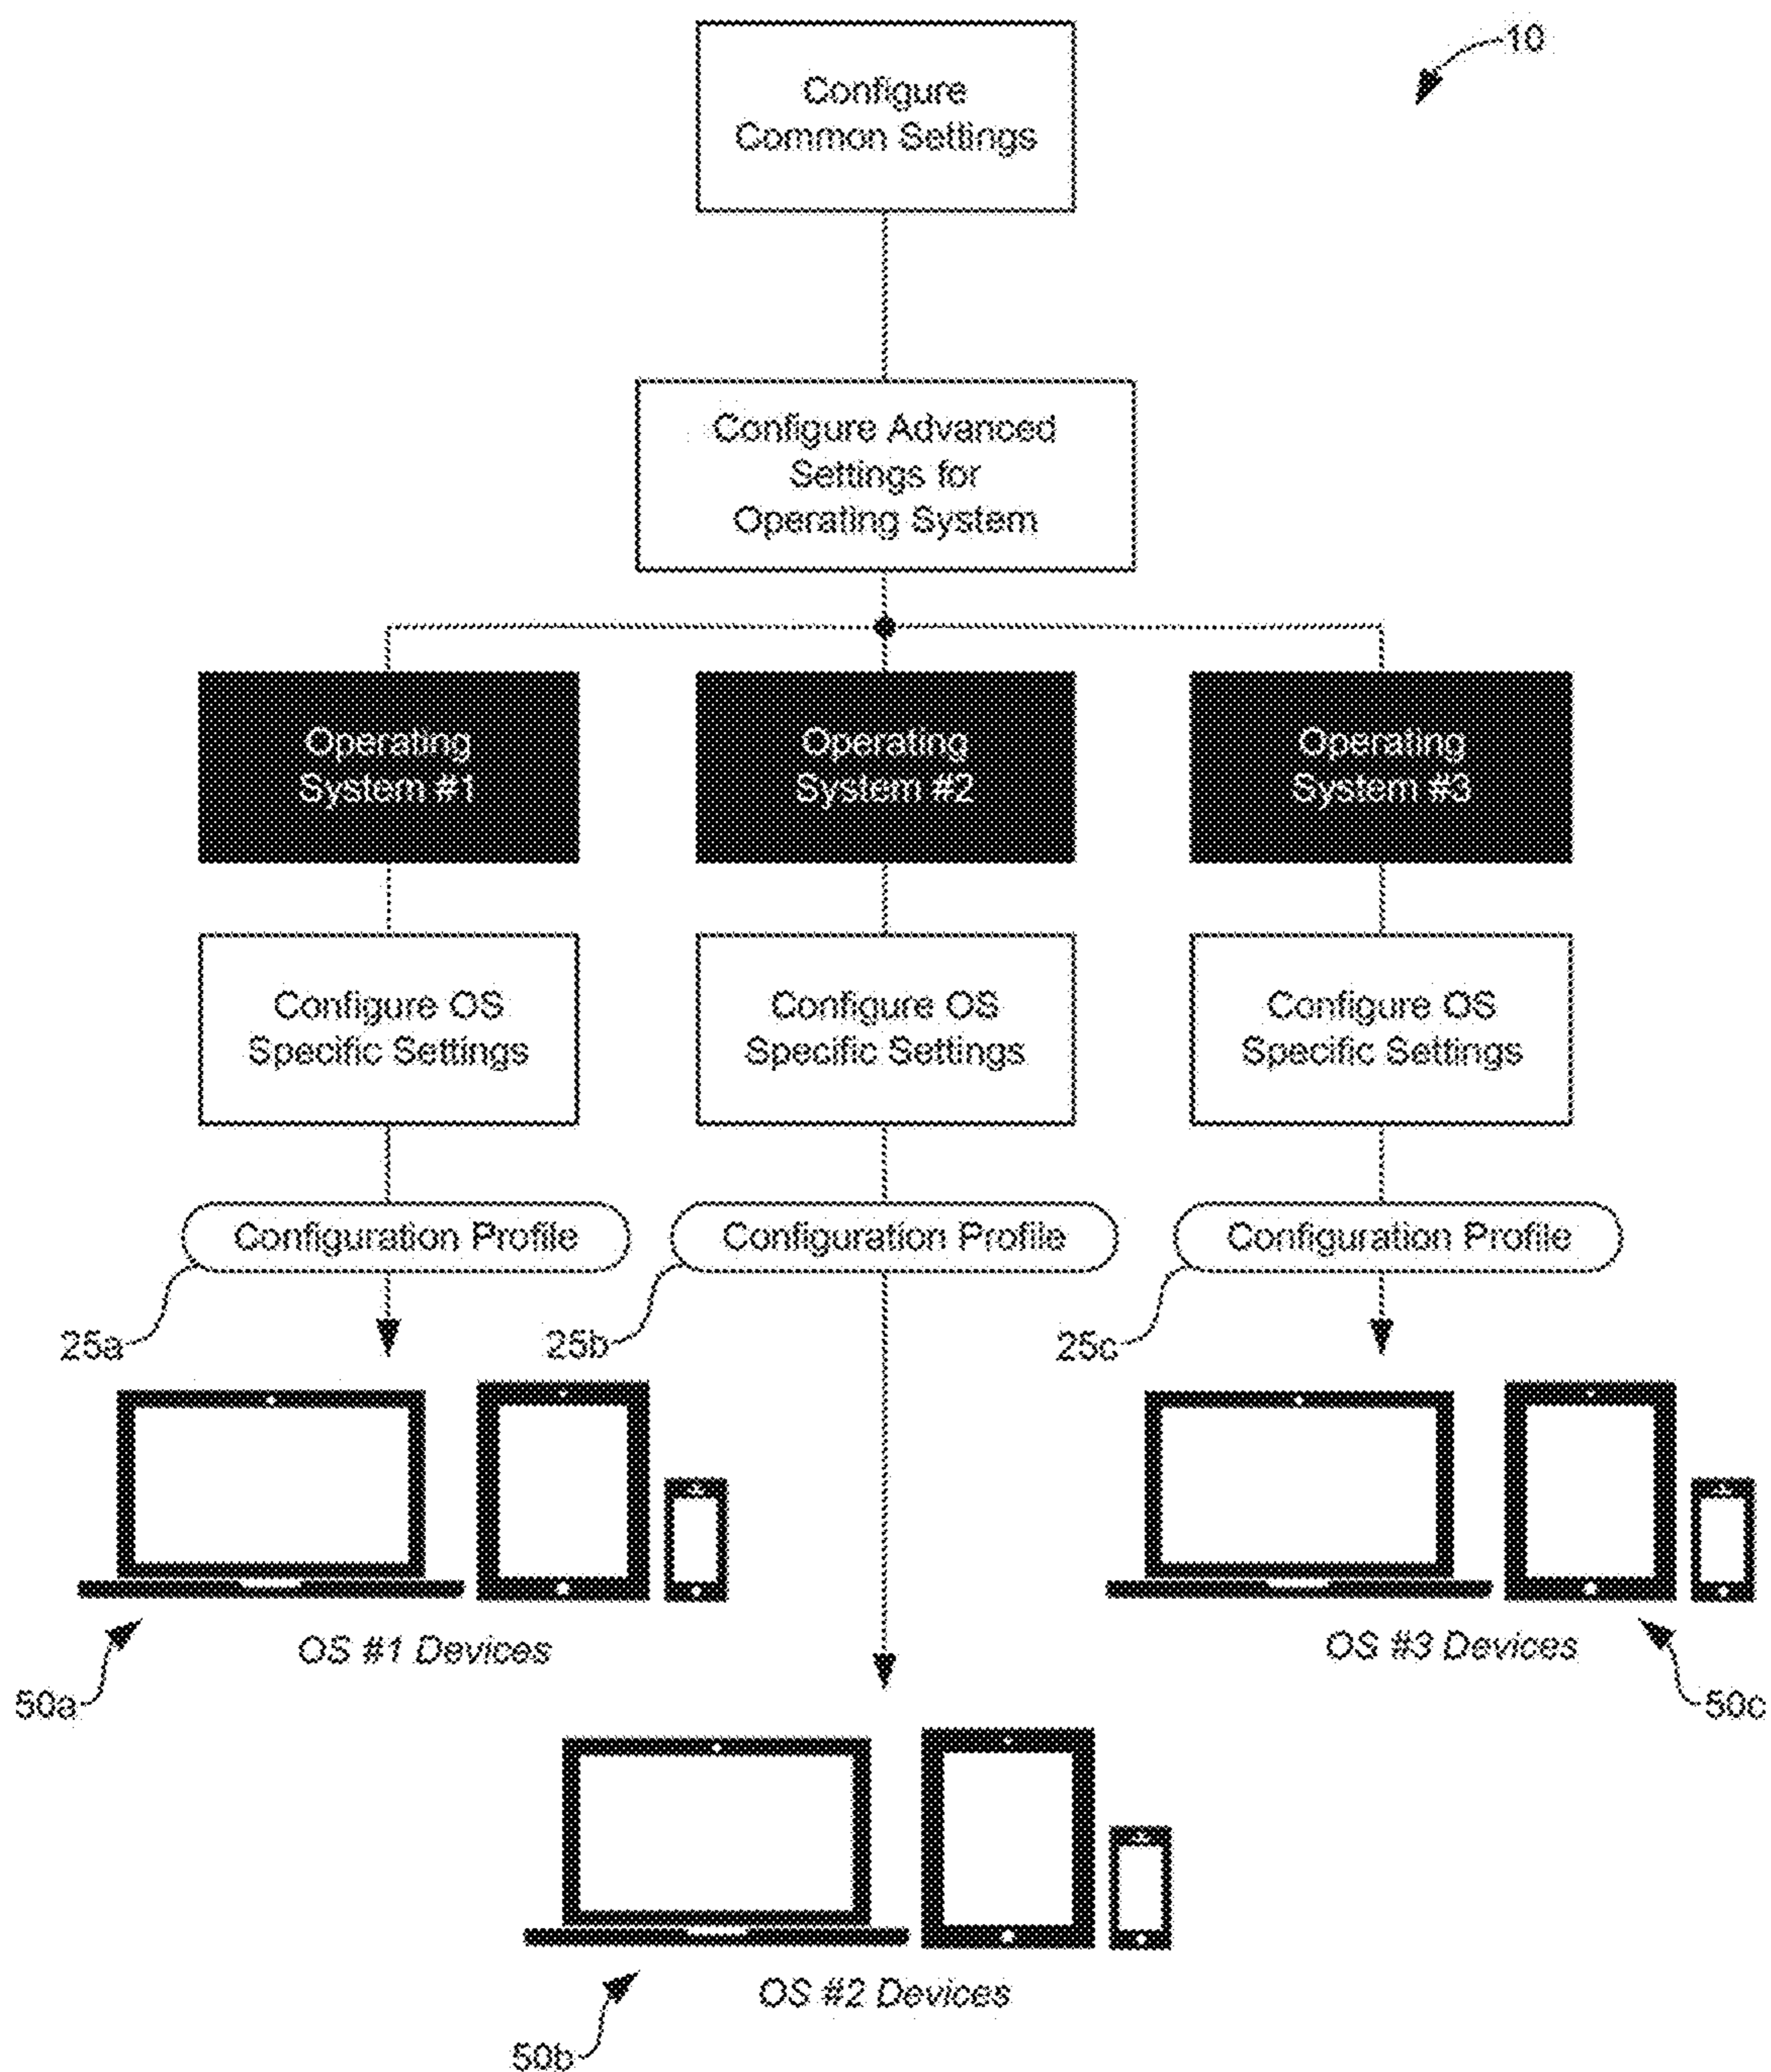 10
Configure
Common Settings
Configure Advanced
Settings for
Operating System
Operating
System #1
Operating
System #2
Operating
System #3
Configure OS
Specific Settings
Configure OS
Specific Settings
Configure OS
Specific Settings
Configuration Profile
Configuration Profile
Configuration Profile
25a
25b
25c
OS #1 Devices
OS #3 Devices
50a
50c
OS #2 Devices
50b